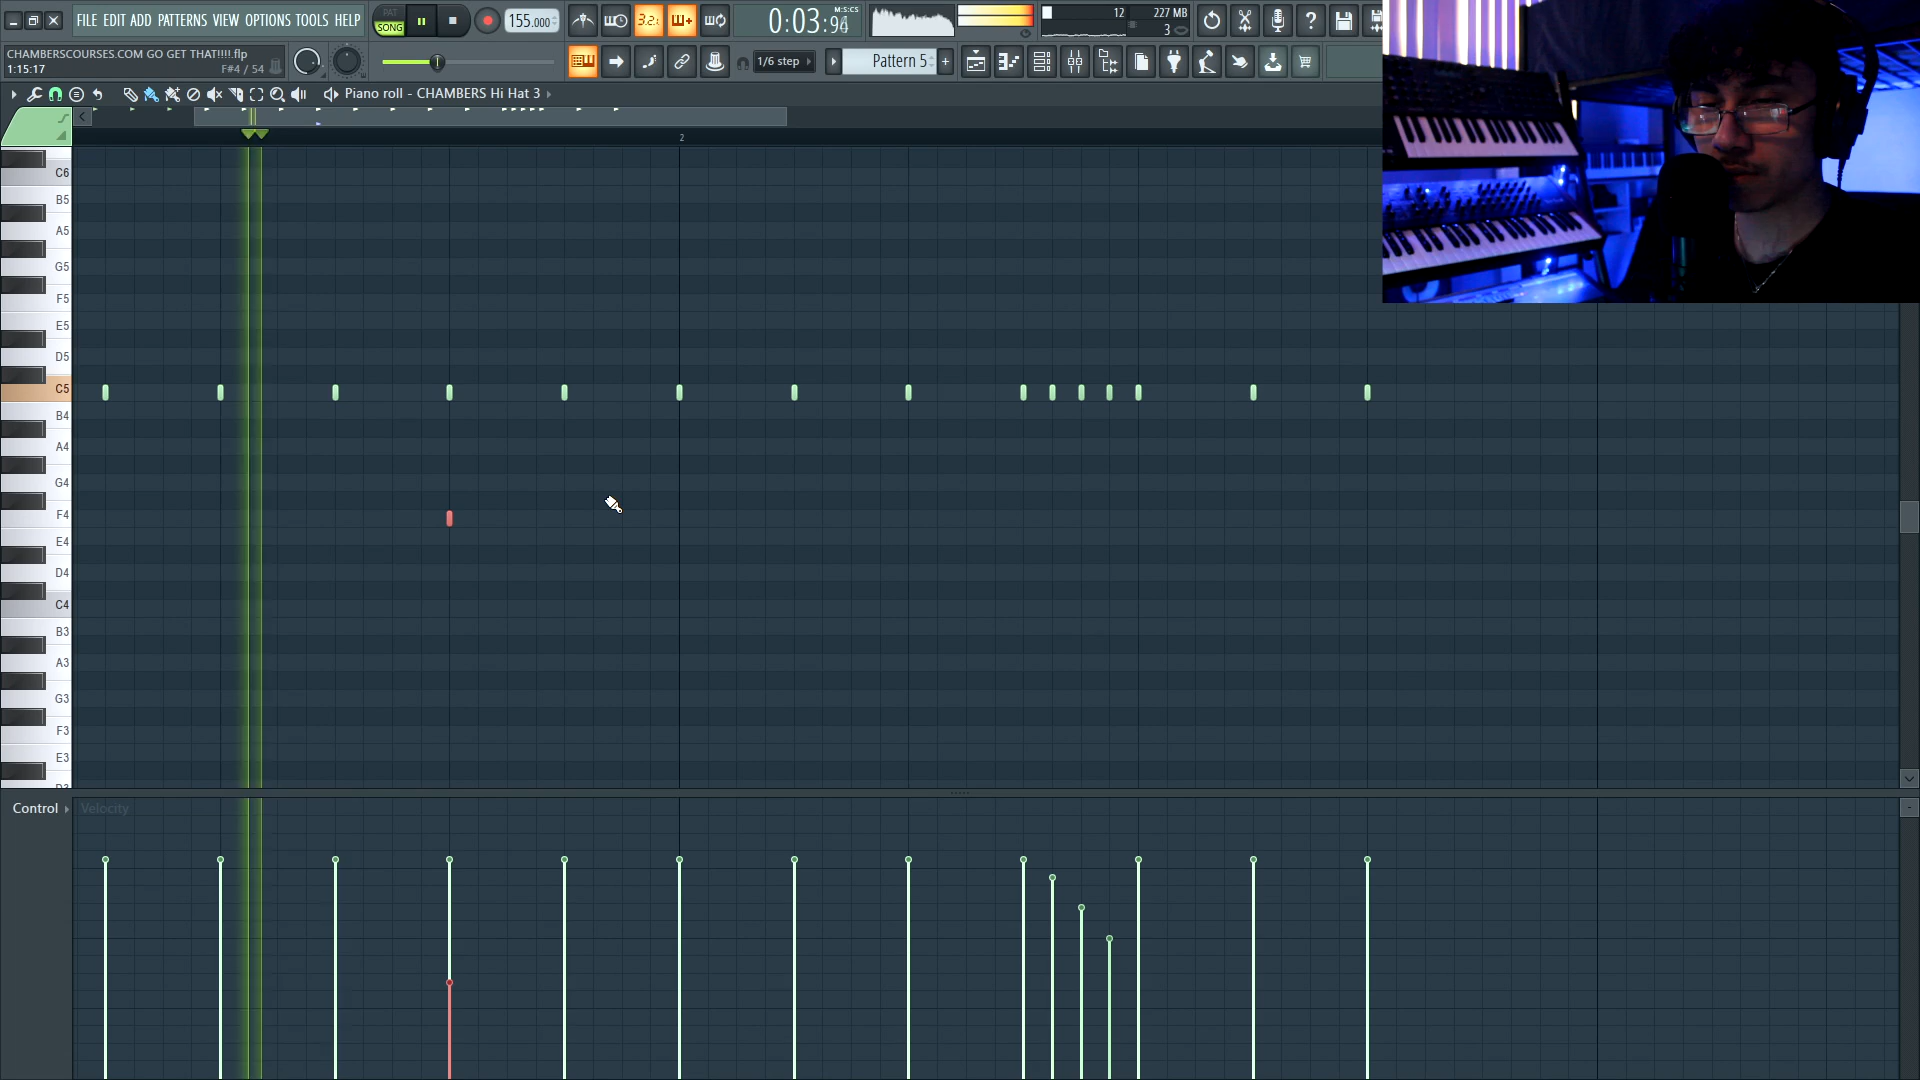 FILE EDIT ADD PATTERNS VIEW OPTIONS TOOLS HELP
PAT
SONG
155.000
3.2.
0:03:94
M:S:CS
12
227 MB
3
CHAMBERSCOURSES.COM GO GET THAT!!!!.flp
1:15:17
F#4 / 54
1/6 step
Pattern 5
+
Piano roll - CHAMBERS Hi Hat 3
2
C6
B5
A5
G5
F5
E5
D5
C5
B4
A4
G4
F4
E4
D4
C4
B3
A3
G3
F3
E3
Control
Velocity